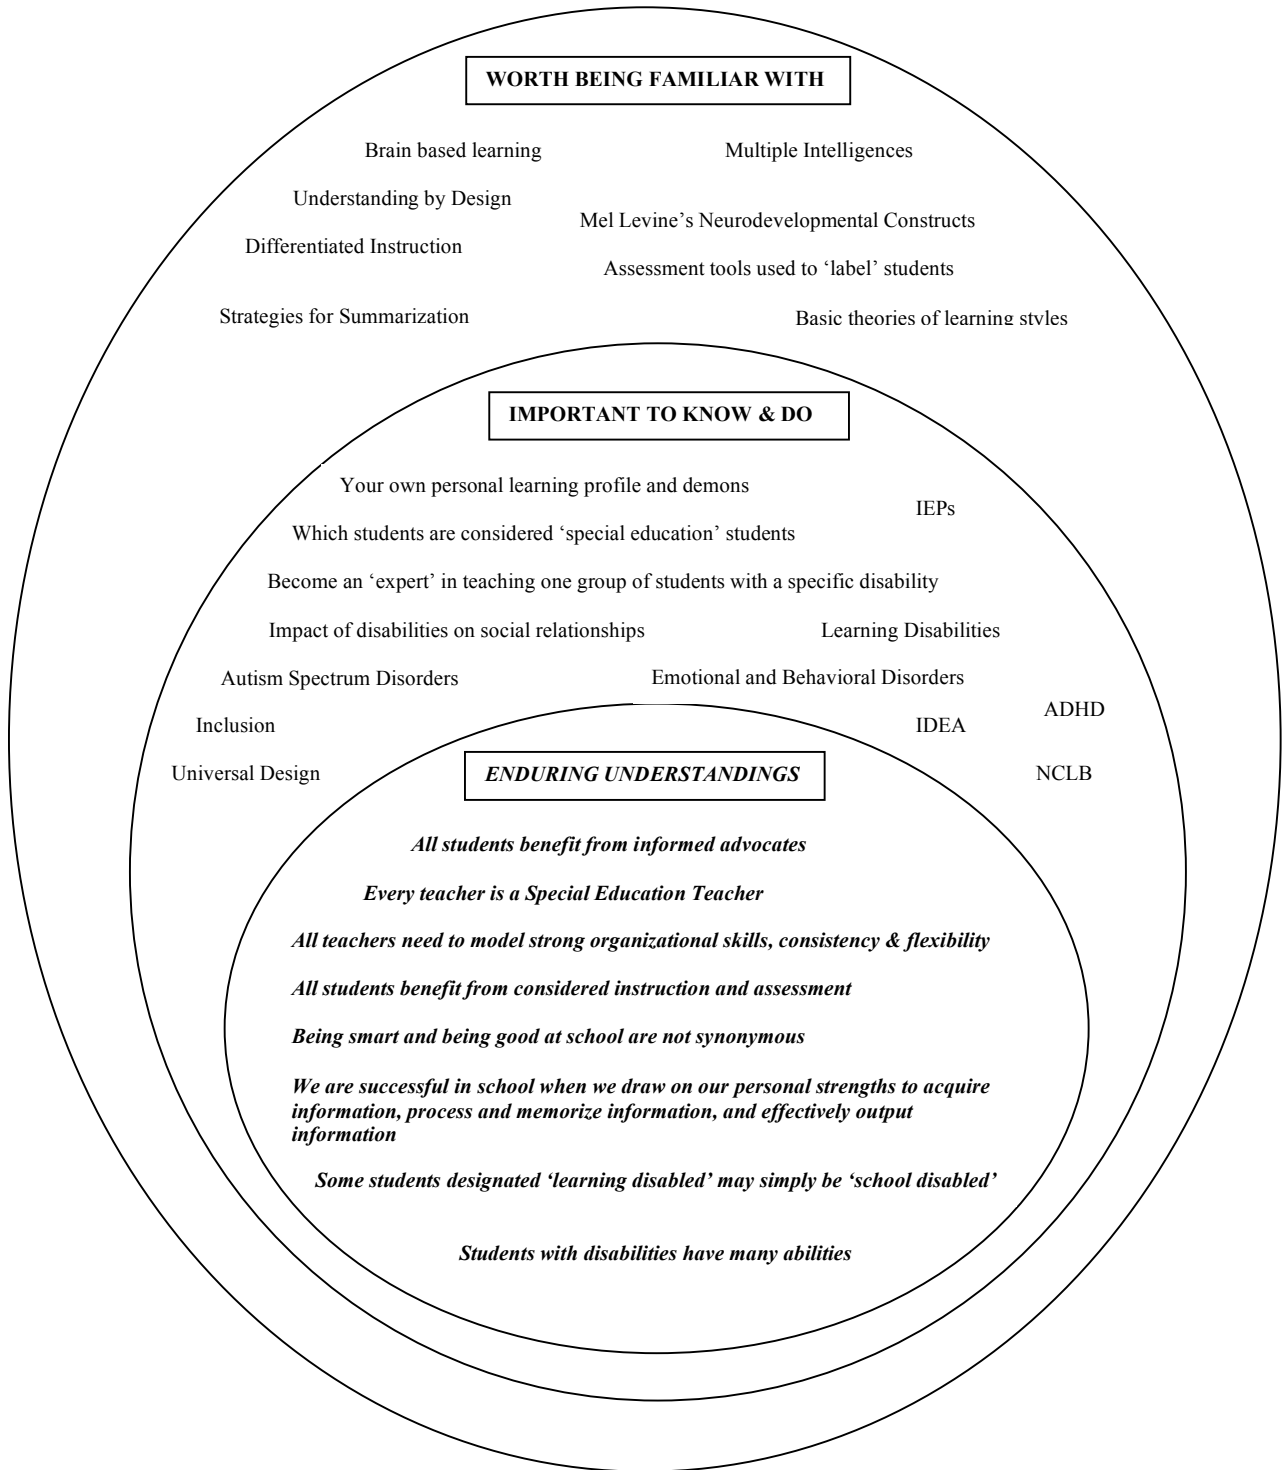 WORTH BEING FAMILIAR WITH
Brain based learning
Multiple Intelligences
Understanding by Design
Mel Levine’s Neurodevelopmental Constructs
Differentiated Instruction
Assessment tools used to ‘label’ students
Strategies for Summarization
Basic theories of learning styles
IMPORTANT TO KNOW & DO
Your own personal learning profile and demons
IEPs
Which students are considered ‘special education’ students
Become an ‘expert’ in teaching one group of students with a specific disability
Impact of disabilities on social relationships
Learning Disabilities
Autism Spectrum Disorders
Emotional and Behavioral Disorders
ADHD
Inclusion
IDEA
Universal Design
NCLB
ENDURING UNDERSTANDINGS
All students benefit from informed advocates
Every teacher is a Special Education Teacher
All teachers need to model strong organizational skills, consistency & flexibility
All students benefit from considered instruction and assessment
Being smart and being good at school are not synonymous
We are successful in school when we draw on our personal strengths to acquire
information, process and memorize information, and effectively output
information
Some students designated ‘learning disabled’ may simply be ‘school disabled’
Students with disabilities have many abilities